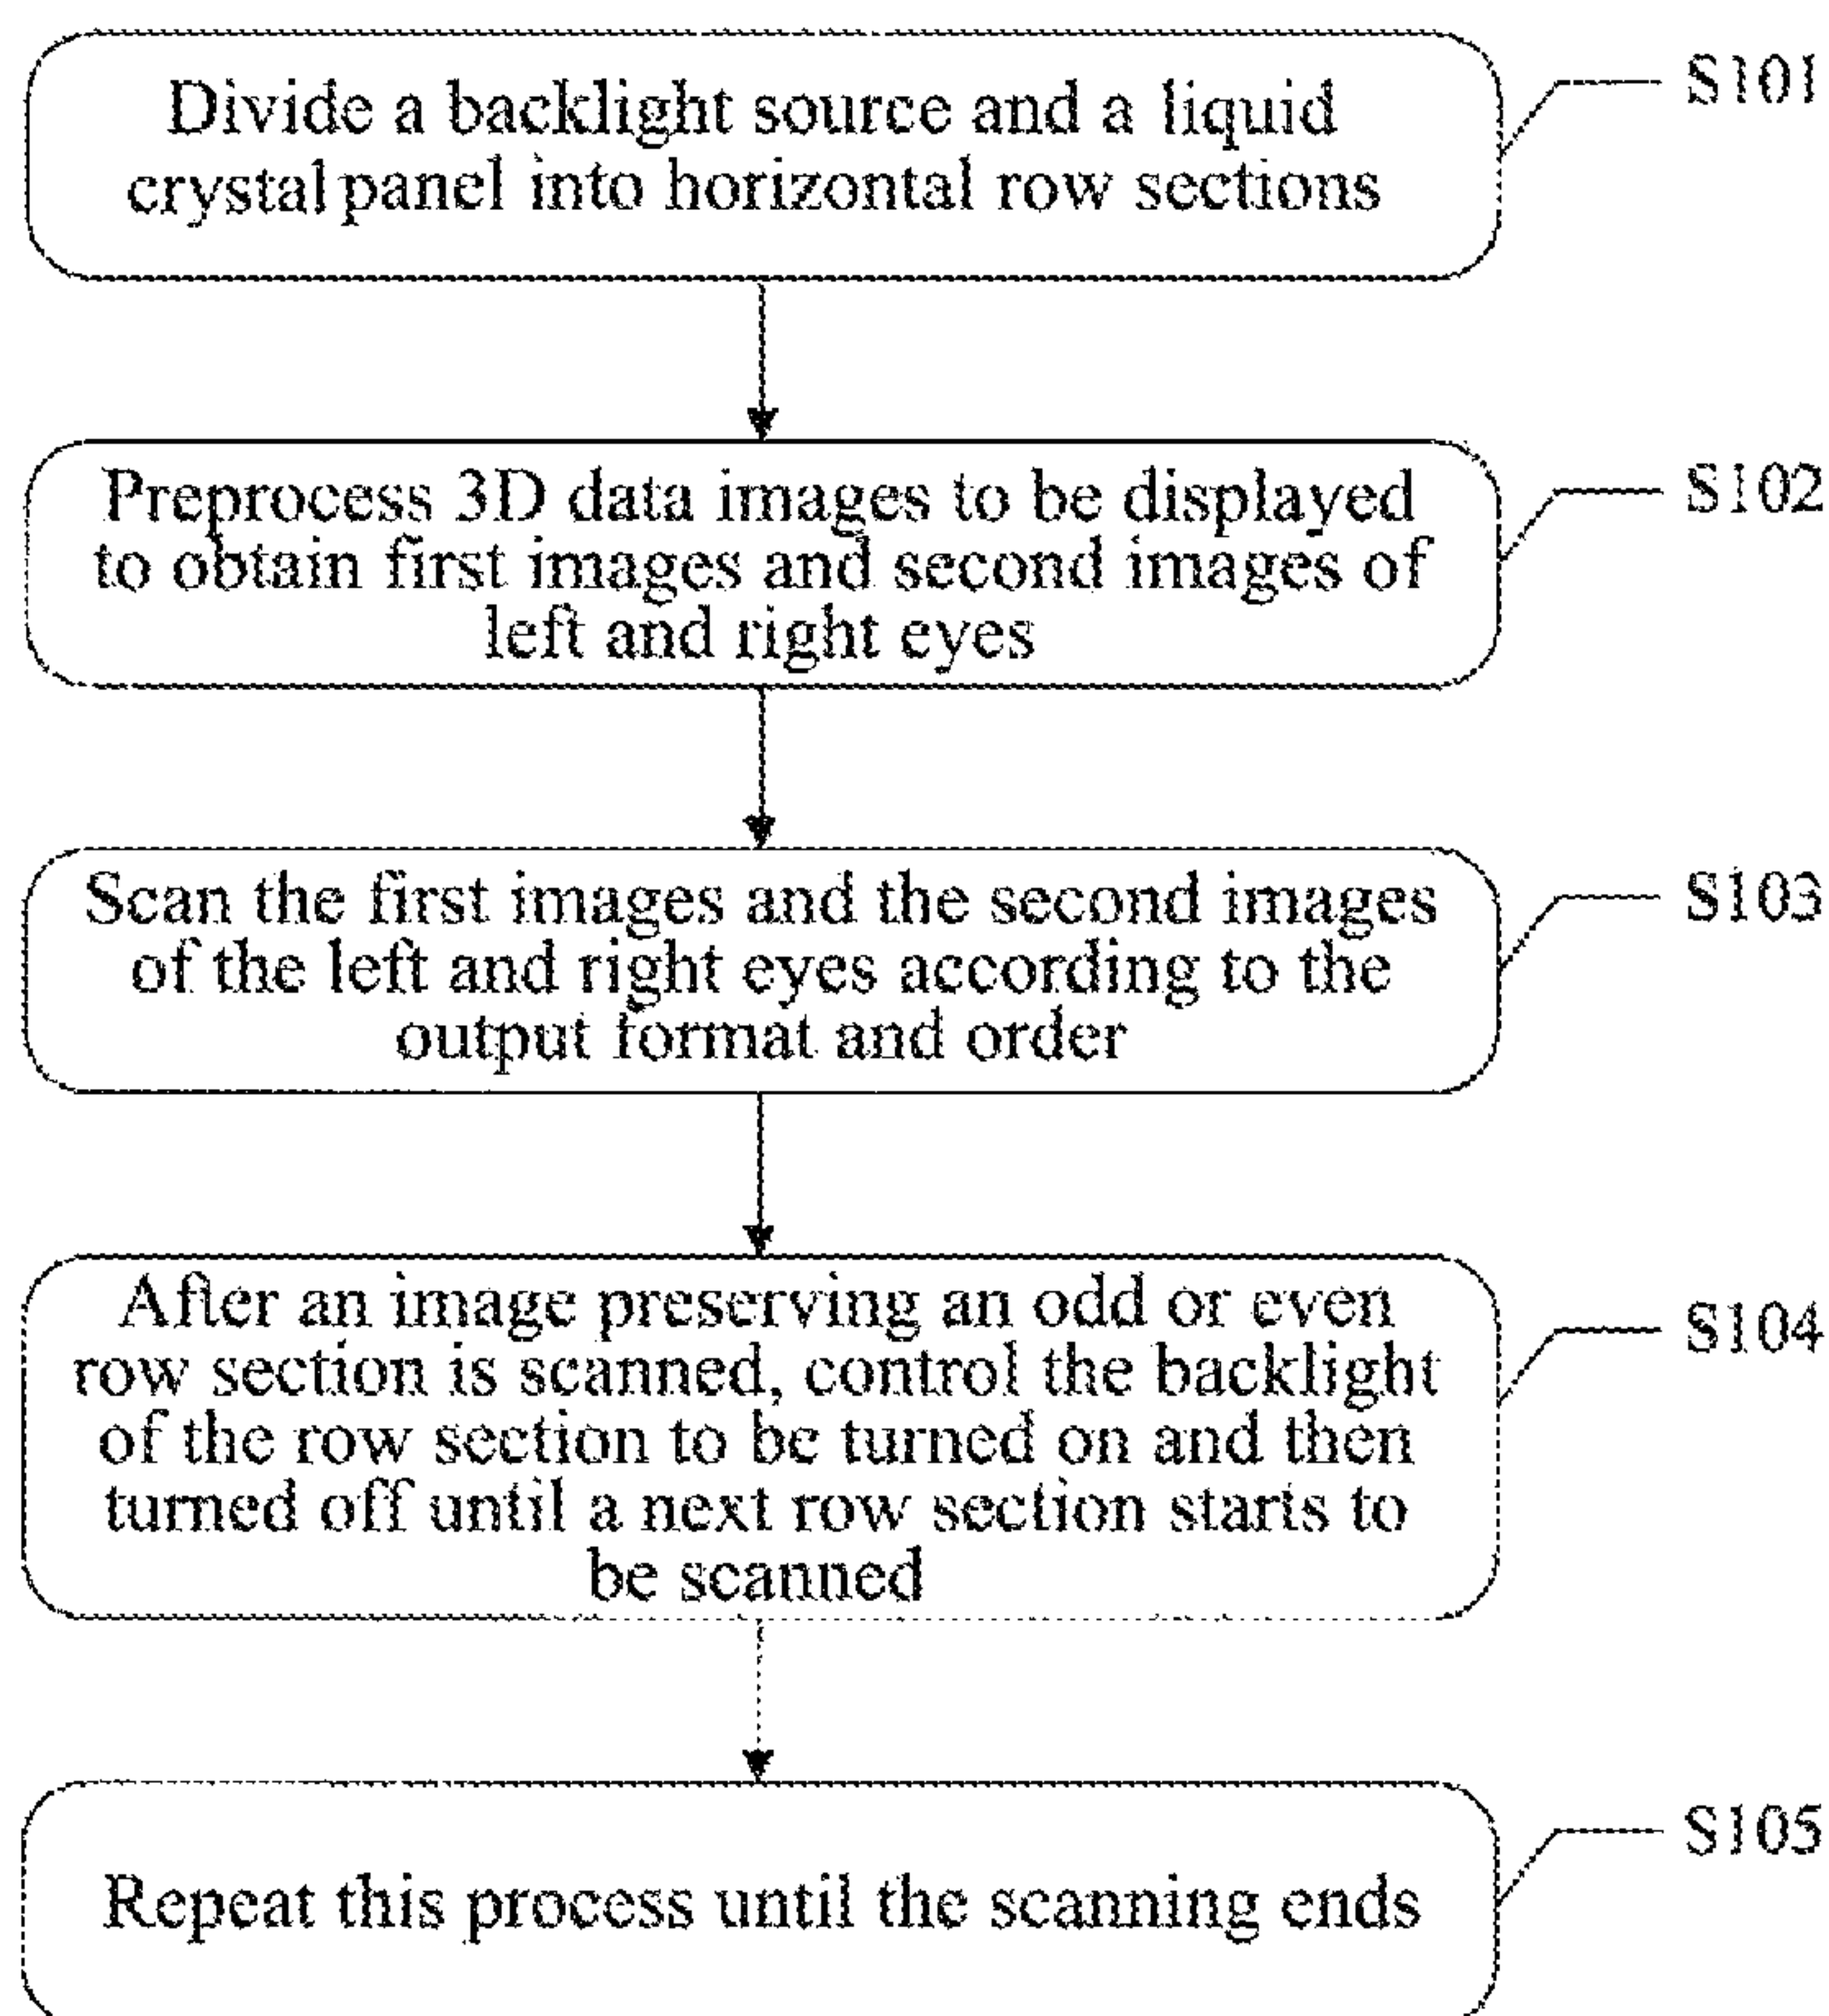 Divide a backlight source and a liquid
crystal panel into horizontal row sections
S101
Preprocess 3D data images to be displayed
to obtain first images and second images of
left and right eyes
S102
Scan the first images and the second images
of the left and right eyes according to the
output format and order
S103
After an image preserving an odd or even
row section is scanned, control the backlight
of the row section to be turned on and then
turned off until a next row section starts to
be scanned
S104
Repeat this process until the scanning ends
S105